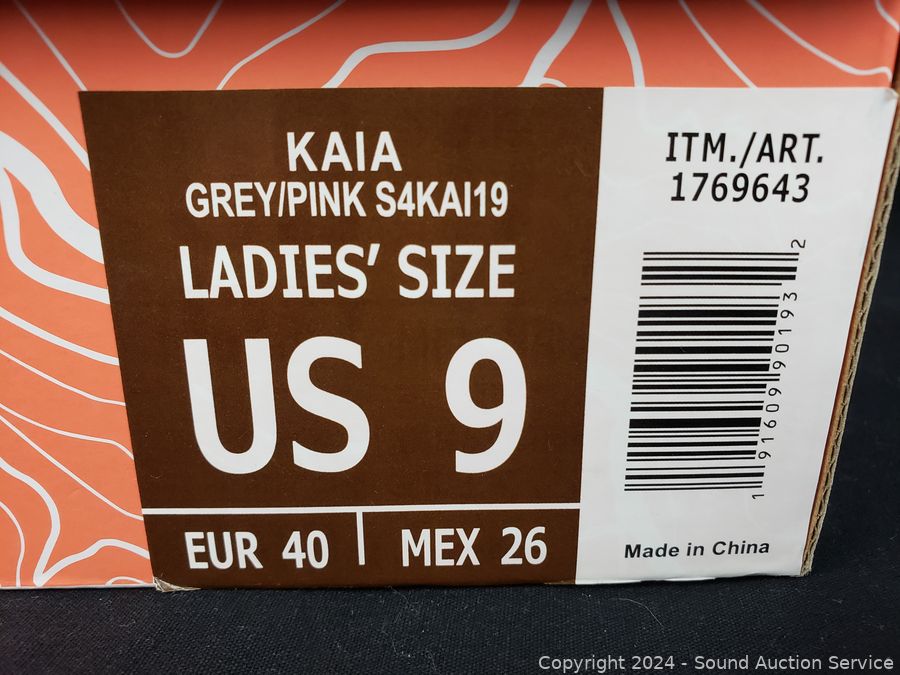 KAIA
GREY/PINK S4KAI19
LADIES' SIZE
US 9
EUR 40
MEX 26
ITM./ART.
1769643
1 91609 90193 2
Made in China
Copyright 2024 - Sound Auction Service